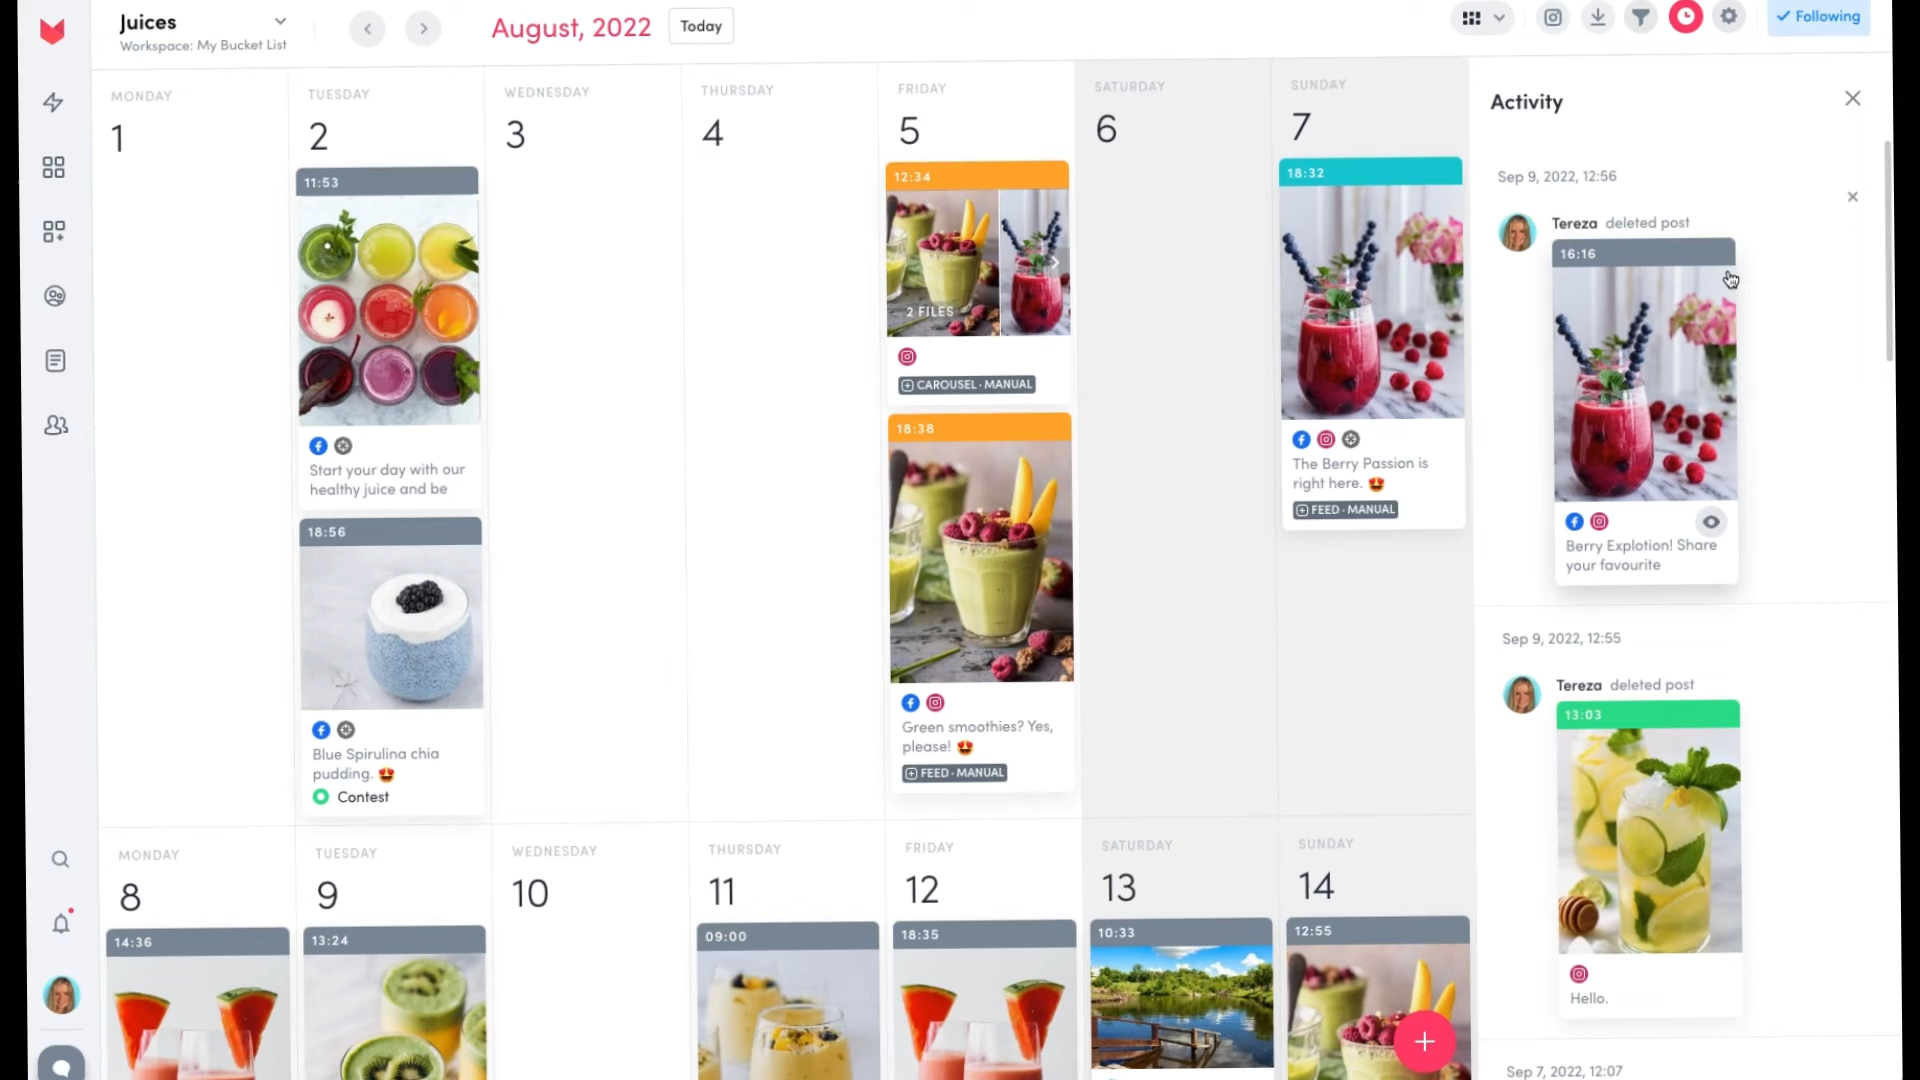 Juices
Workspace: My Bucket List
August, 2022
Today
Following
MONDAY
1
TUESDAY
2
11:53
Start your day with our
healthy juice and be
18:56
Blue Spirulina chia
pudding. 😍
Contest
WEDNESDAY
3
THURSDAY
4
FRIDAY
5
12:34
2 FILES
CAROUSEL · MANUAL
18:38
Green smoothies? Yes,
please! 😍
FEED · MANUAL
SATURDAY
6
SUNDAY
7
18:32
The Berry Passion is
right here. 😍
FEED · MANUAL
MONDAY
8
14:36
TUESDAY
9
13:24
WEDNESDAY
10
THURSDAY
11
09:00
FRIDAY
12
18:35
SATURDAY
13
10:33
SUNDAY
14
12:55
Activity
Sep 9, 2022, 12:56
Tereza deleted post
16:16
Berry Explotion! Share
your favourite
Sep 9, 2022, 12:55
Tereza deleted post
13:03
Hello.
Sep 7, 2022, 12:07